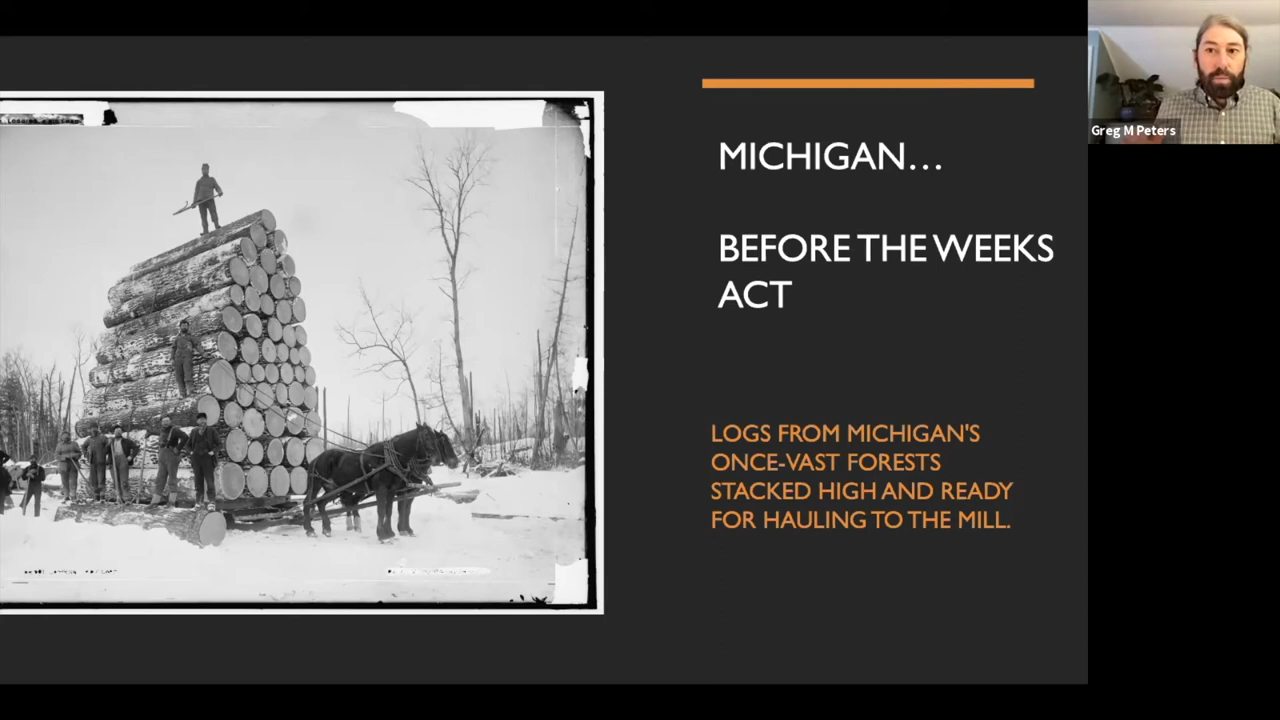 MICHIGAN...
BEFORE THE WEEKS
ACT
LOGS FROM MICHIGAN'S
ONCE-VAST FORESTS
STACKED HIGH AND READY
FOR HAULING TO THE MILL.
Greg M Peters